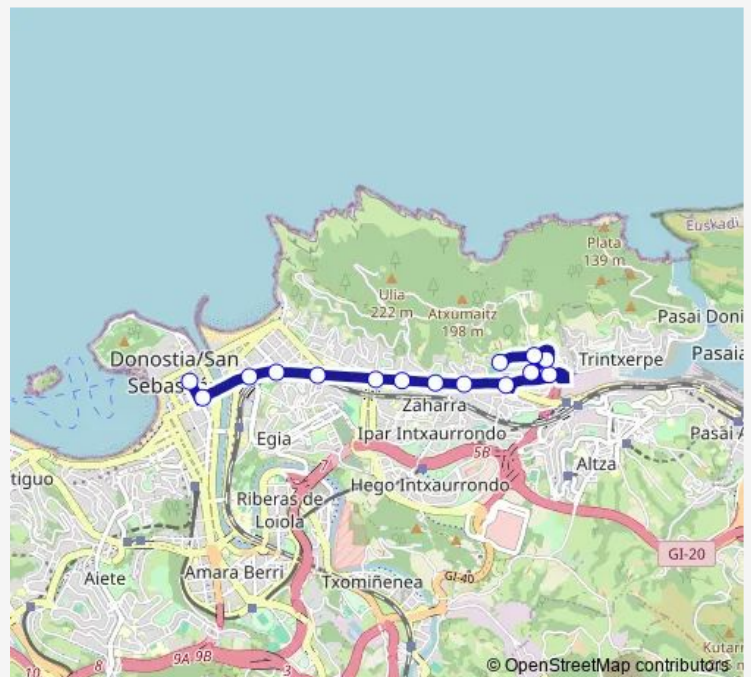 Euskadi
Plata
139 m
Ulia
222 m
Atxumaitz
198 m
Pasai Doni
Donostia/San
Trintxerpe
Pasaia
Zaharra
Egia
Ipar Intxaurrondo
5B
Pasai A
tiguo
Altza
7
Hego Intxaurrondo
Riberas de
Loiola
GI-20
Aiete
Amara Berri
Txomiñenea
GI-40
9A 9B
8
10
3
© OpenStreetMap contributors